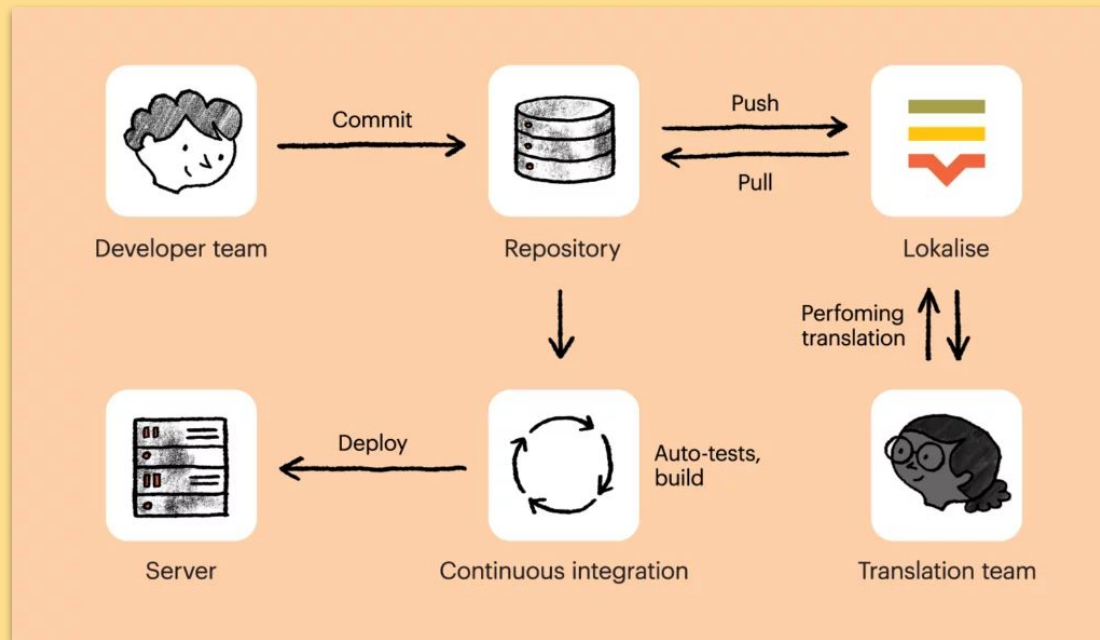 Commit
Push
Pull
Developer team
Repository
Lokalise
Perfoming
translation
Deploy
Auto-tests,
build
Server
Continuous integration
Translation team